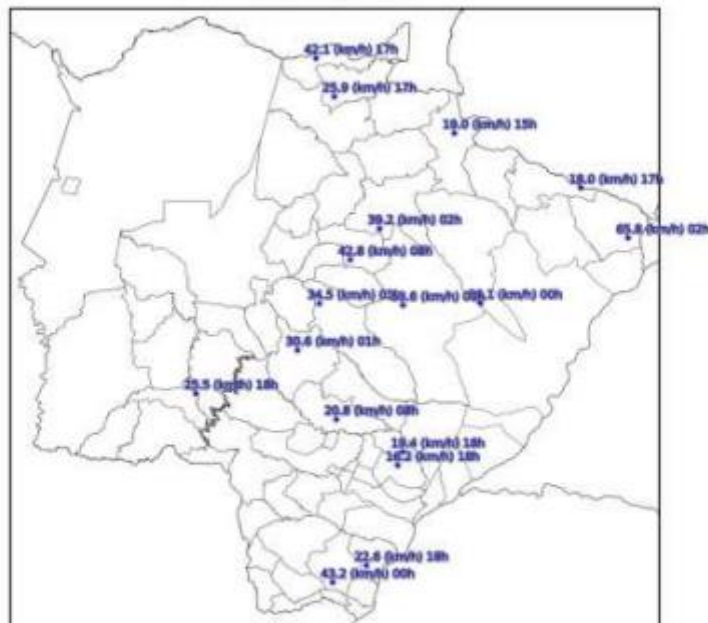 42.1 (km/h) 17h
25.9 (km/h) 17h
19.0 (km/h) 15h
18.0 (km/h) 17h
65.8 (km/h) 02h
39.2 (km/h) 02h
42.8 (km/h) 08h
34.5 (km/h)
(km/h)
(km/h) 00h
30.6 (km/h) 01h
25.5 (km/h) 18h
20.8 (km/h) 08h
19.4 (km/h) 18h
(km/h) 18h
22.6 (km/h) 18h
43.2 (km/h) 00h